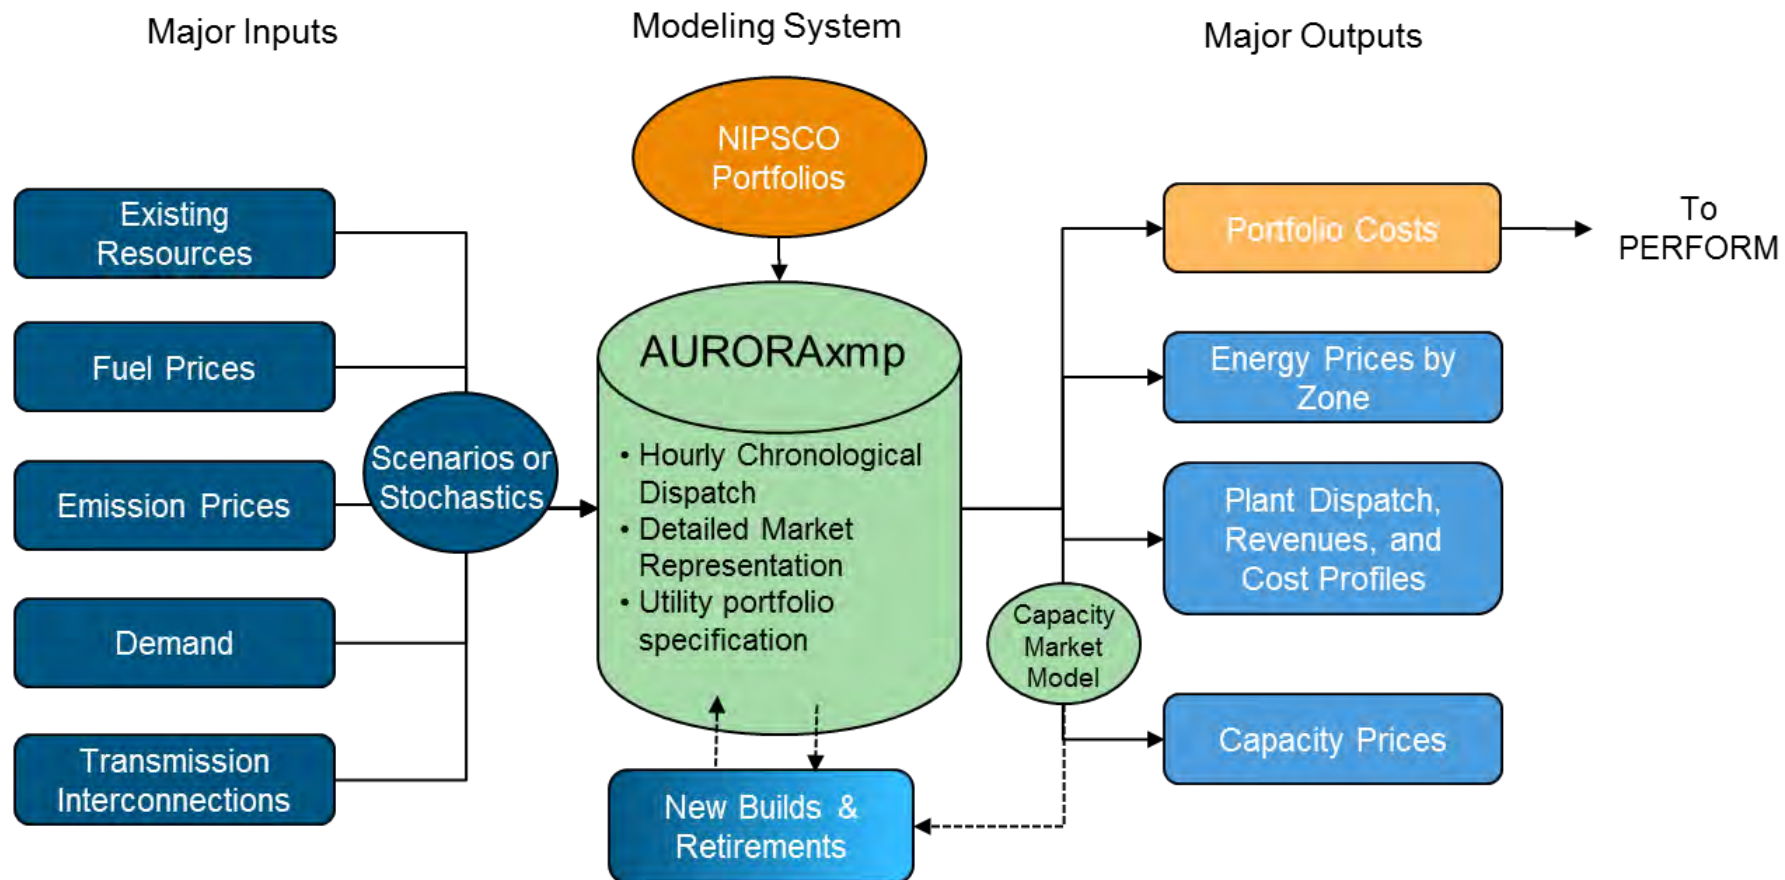 Major Inputs
Modeling System
Major Outputs
NIPSCO
Portfolios
Existing
Resources
Fuel Prices
Emission Prices
Demand
Transmission
Interconnections
Scenarios or
Stochastics
AURORAxmp
• Hourly Chronological
Dispatch
• Detailed Market
Representation
• Utility portfolio
specification
New Builds &
Retirements
Capacity
Market
Model
Portfolio Costs
To
PERFORM
Energy Prices by
Zone
Plant Dispatch,
Revenues, and
Cost Profiles
Capacity Prices